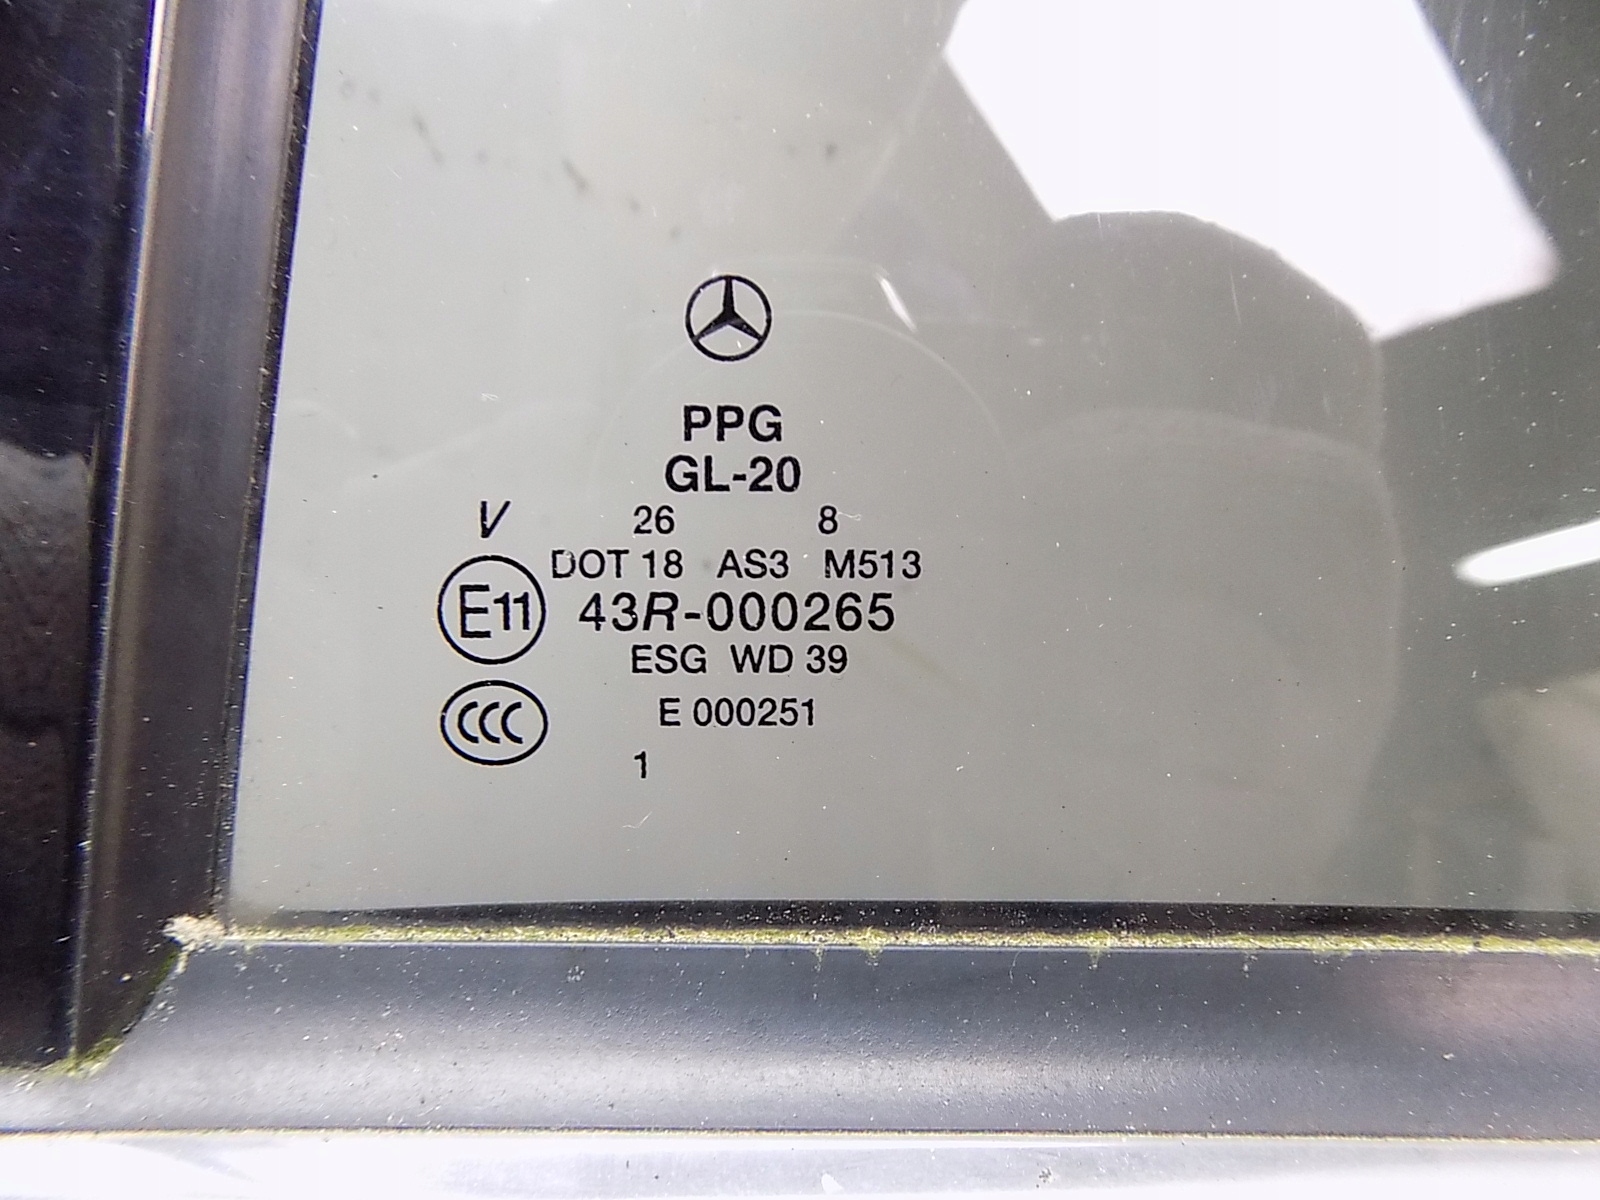 PPG
GL-20
V 26 8
DOT 18 AS3 M513
E11 43R-000265
ESG WD 39
CCC E 000251
1